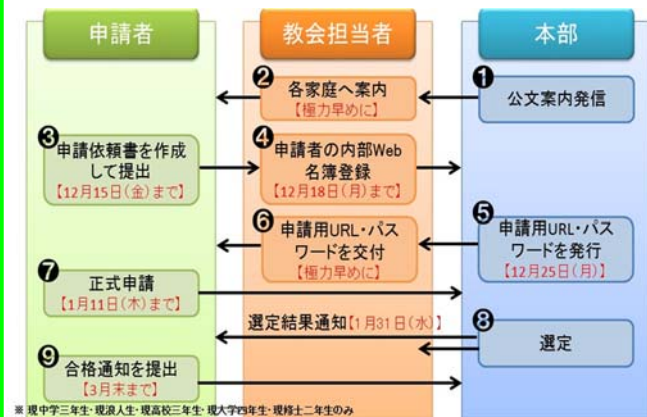 申請者
教会担当者
本部
❶
公文案内発信
❷
各家庭へ案内
【極力早めに】
❸
申請依頼書を作成
して提出
【12月15日(金)まで】
❹
申請者の内部Web
名簿登録
【12月18日(月)まで】
❺
申請用URL・パス
ワードを発行
【12月25日(月)】
❻
申請用URL・パス
ワードを交付
【極力早めに】
❼
正式申請
【1月11日(木)まで】
❽
選定
選定結果通知【1月31日(水)】
❾
合格通知を提出
【3月末まで】
※ 現中学三年生・現浪人生・現高校三年生・現大学四年生・現修士二年生のみ